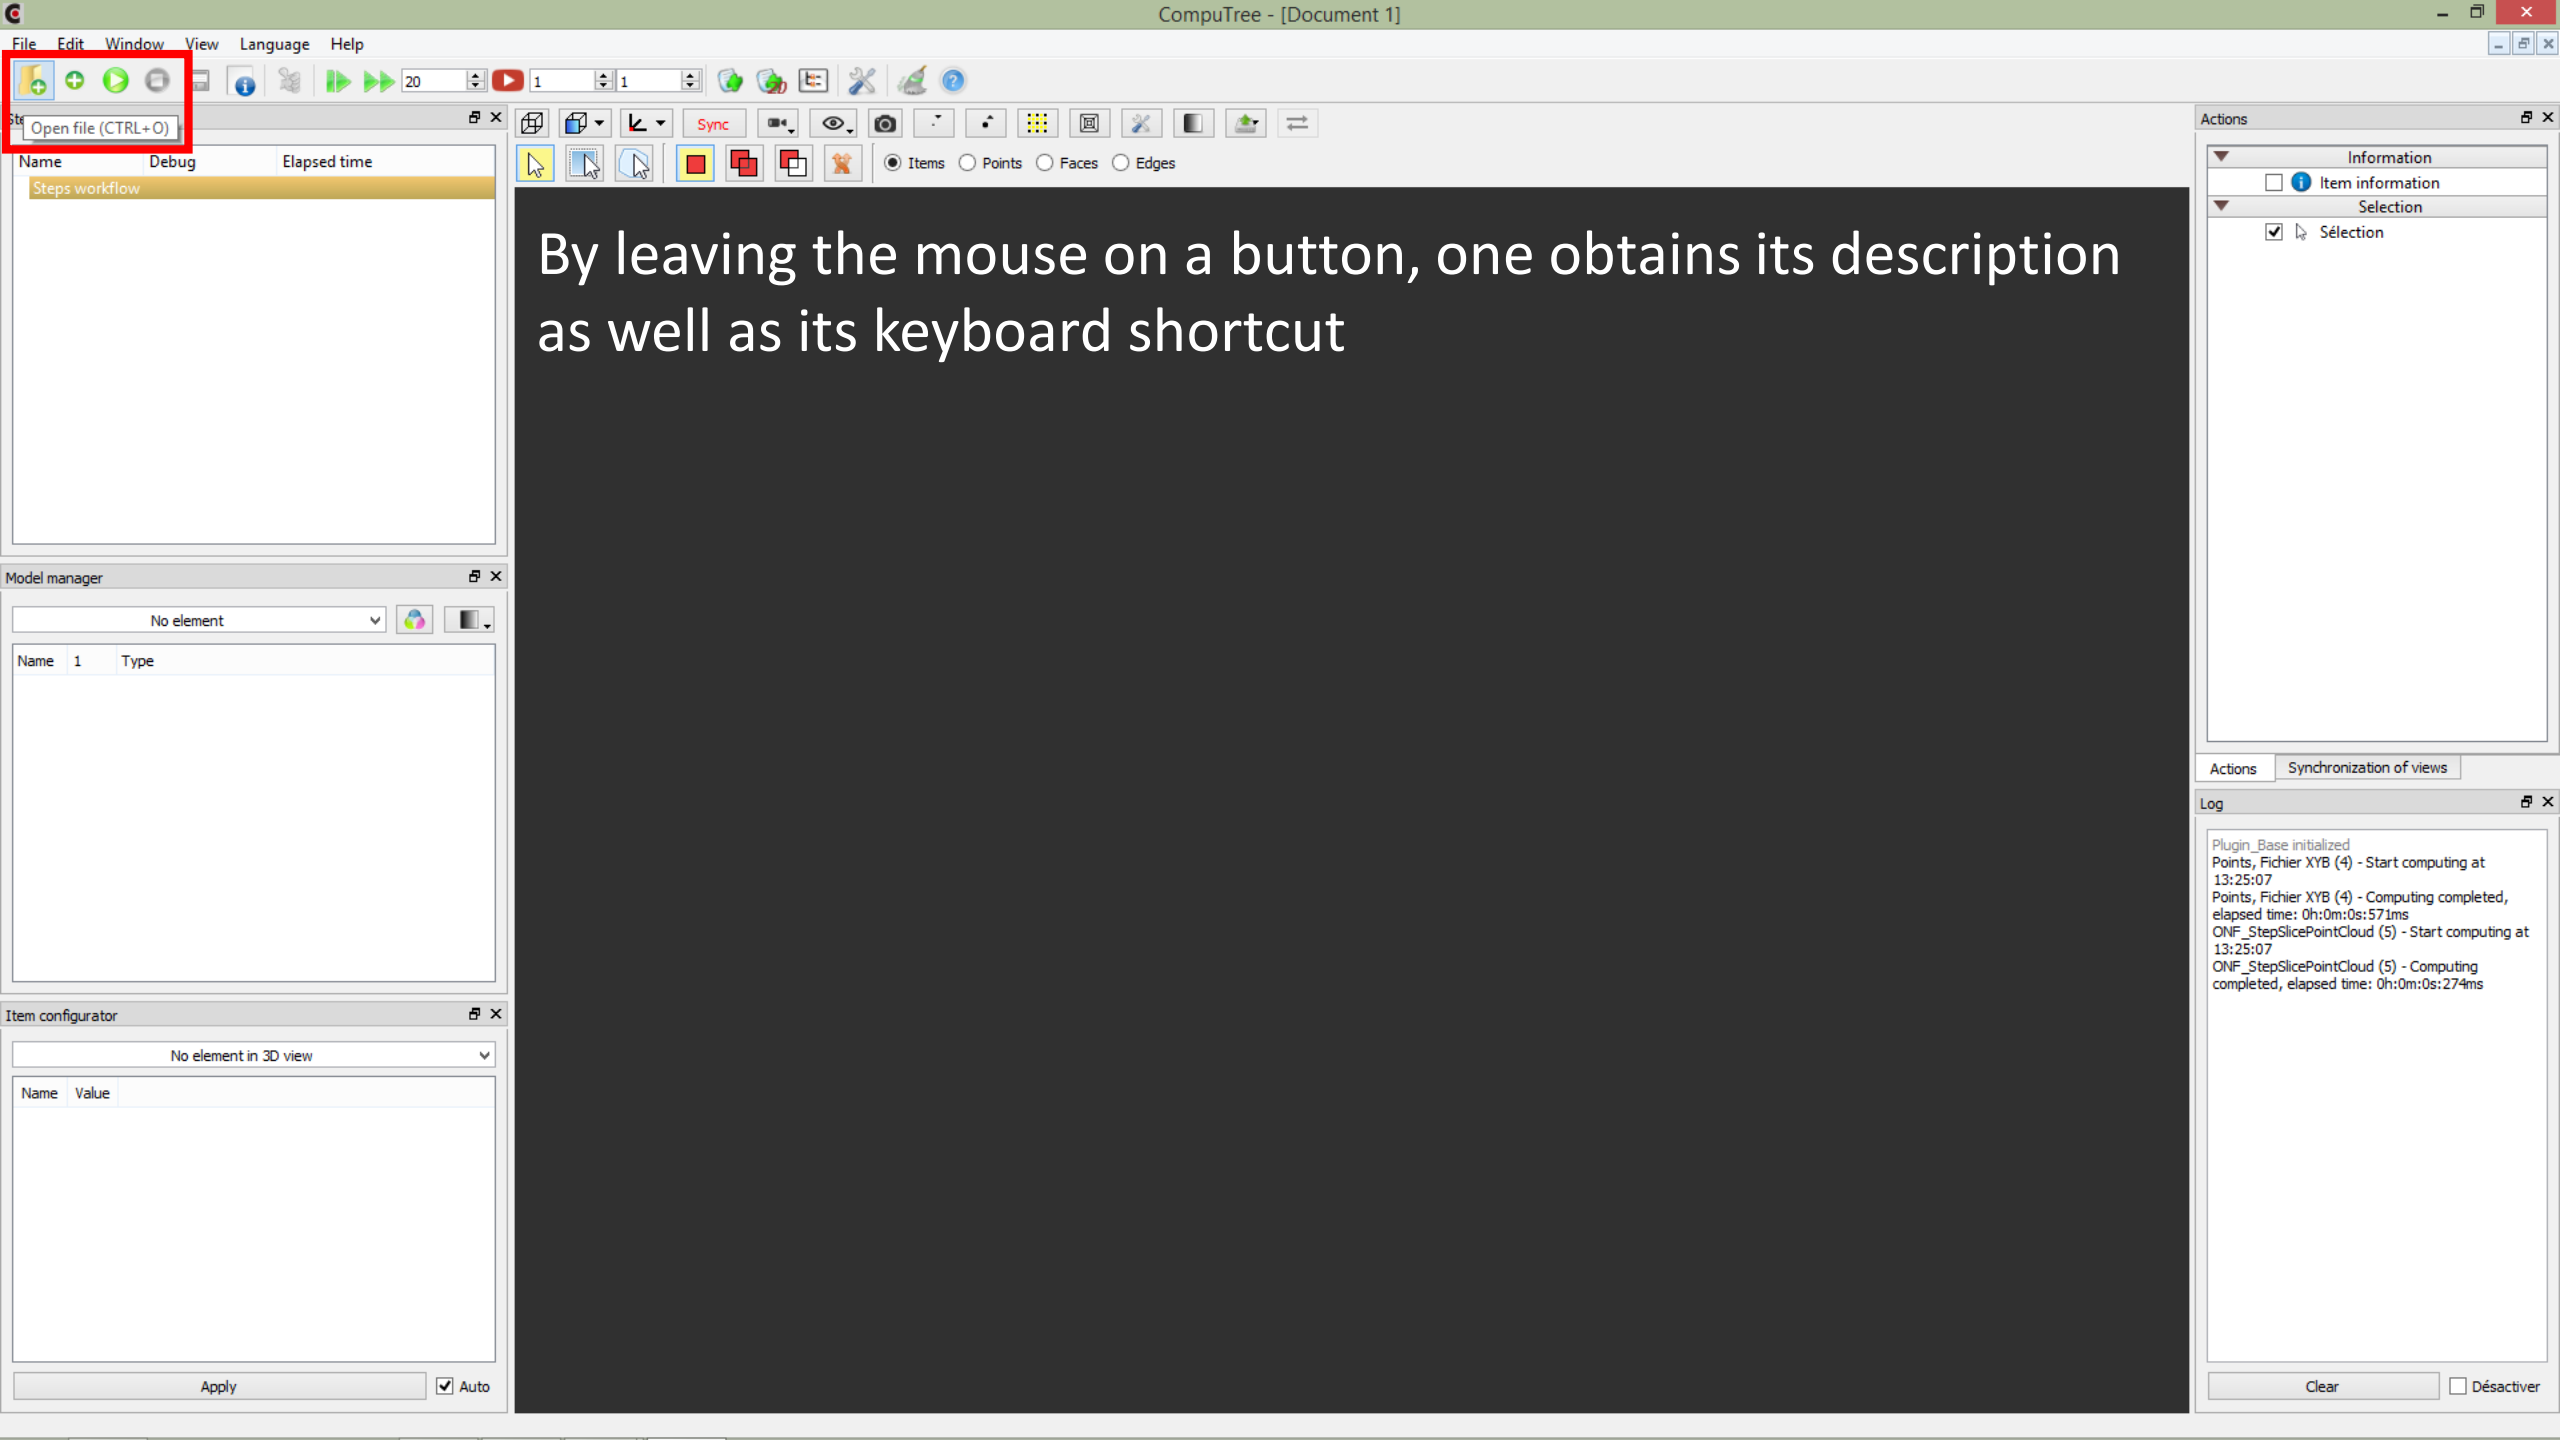 CompuTree - [Document 1]
File Edit Window View Language Help
20 1 1
Open file (CTRL+O)
Sync
Name Debug Elapsed time
Steps workflow
Items Points Faces Edges
By leaving the mouse on a button, one obtains its description
as well as its keyboard shortcut
Model manager
No element
Name 1 Type
Item configurator
No element in 3D view
Name Value
Apply Auto
Actions
Information
Item information
Selection
Sélection
Actions Synchronization of views
Log
Plugin_Base initialized
Points, Fichier XYB (4) - Start computing at
13:25:07
Points, Fichier XYB (4) - Computing completed,
elapsed time: 0h:0m:0s:571ms
ONF_StepSlicePointCloud (5) - Start computing at
13:25:07
ONF_StepSlicePointCloud (5) - Computing
completed, elapsed time: 0h:0m:0s:274ms
Clear Désactiver